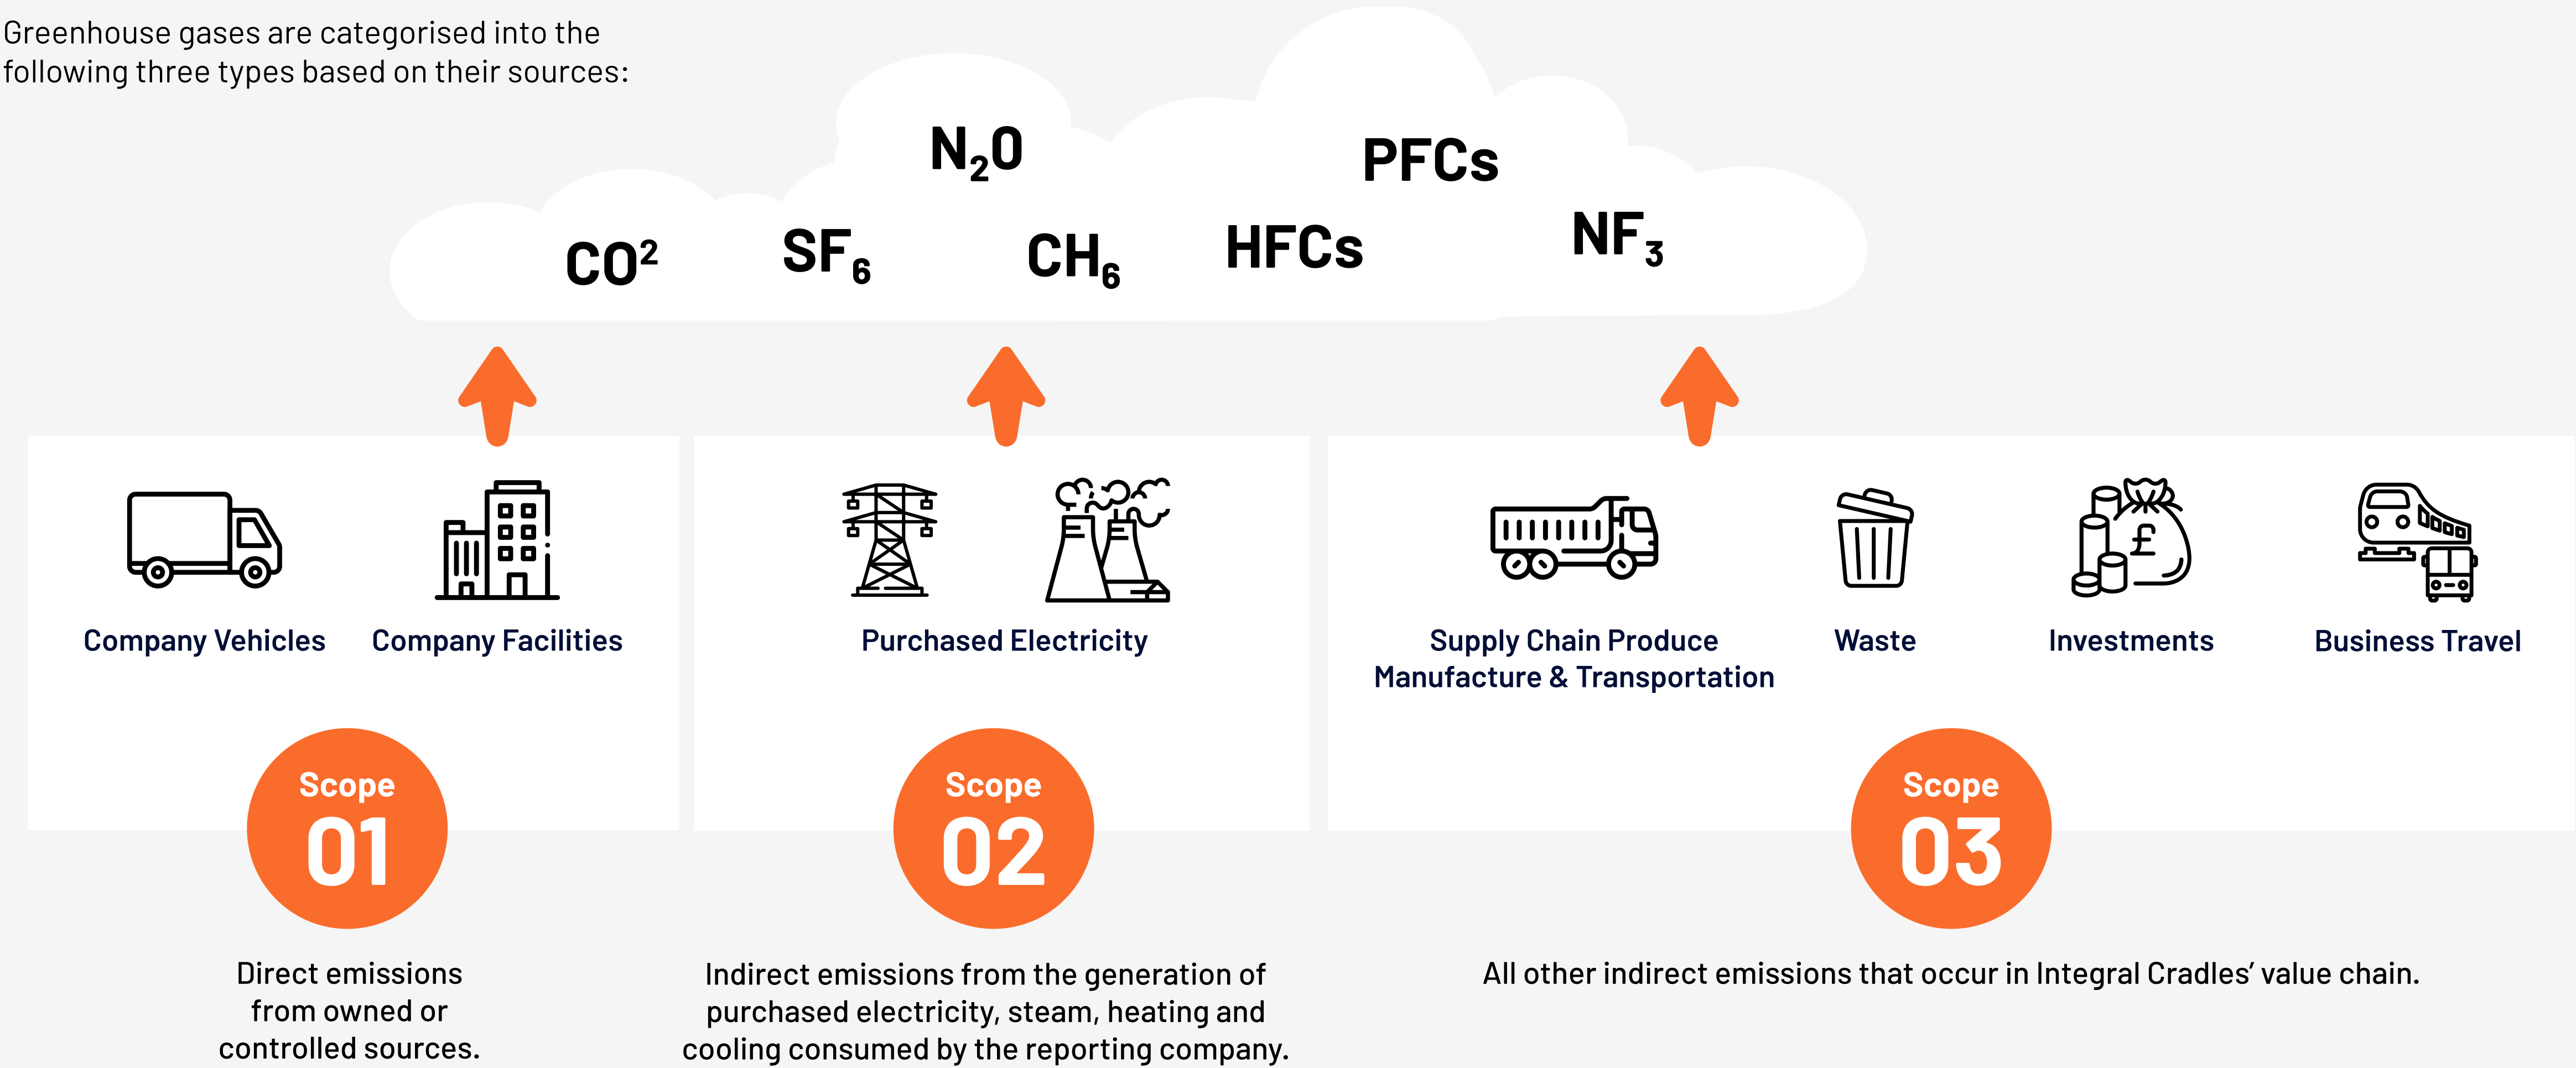 Greenhouse gases are categorised into the
following three types based on their sources:
N₂O
PFCs
CO²
SF₆
CH₆
HFCs
NF₃
£
Company Vehicles
Company Facilities
Purchased Electricity
Supply Chain Produce
Manufacture & Transportation
Waste
Investments
Business Travel
Scope
01
Scope
02
Scope
03
Direct emissions
from owned or
controlled sources.
Indirect emissions from the generation of
purchased electricity, steam, heating and
cooling consumed by the reporting company.
All other indirect emissions that occur in Integral Cradles’ value chain.